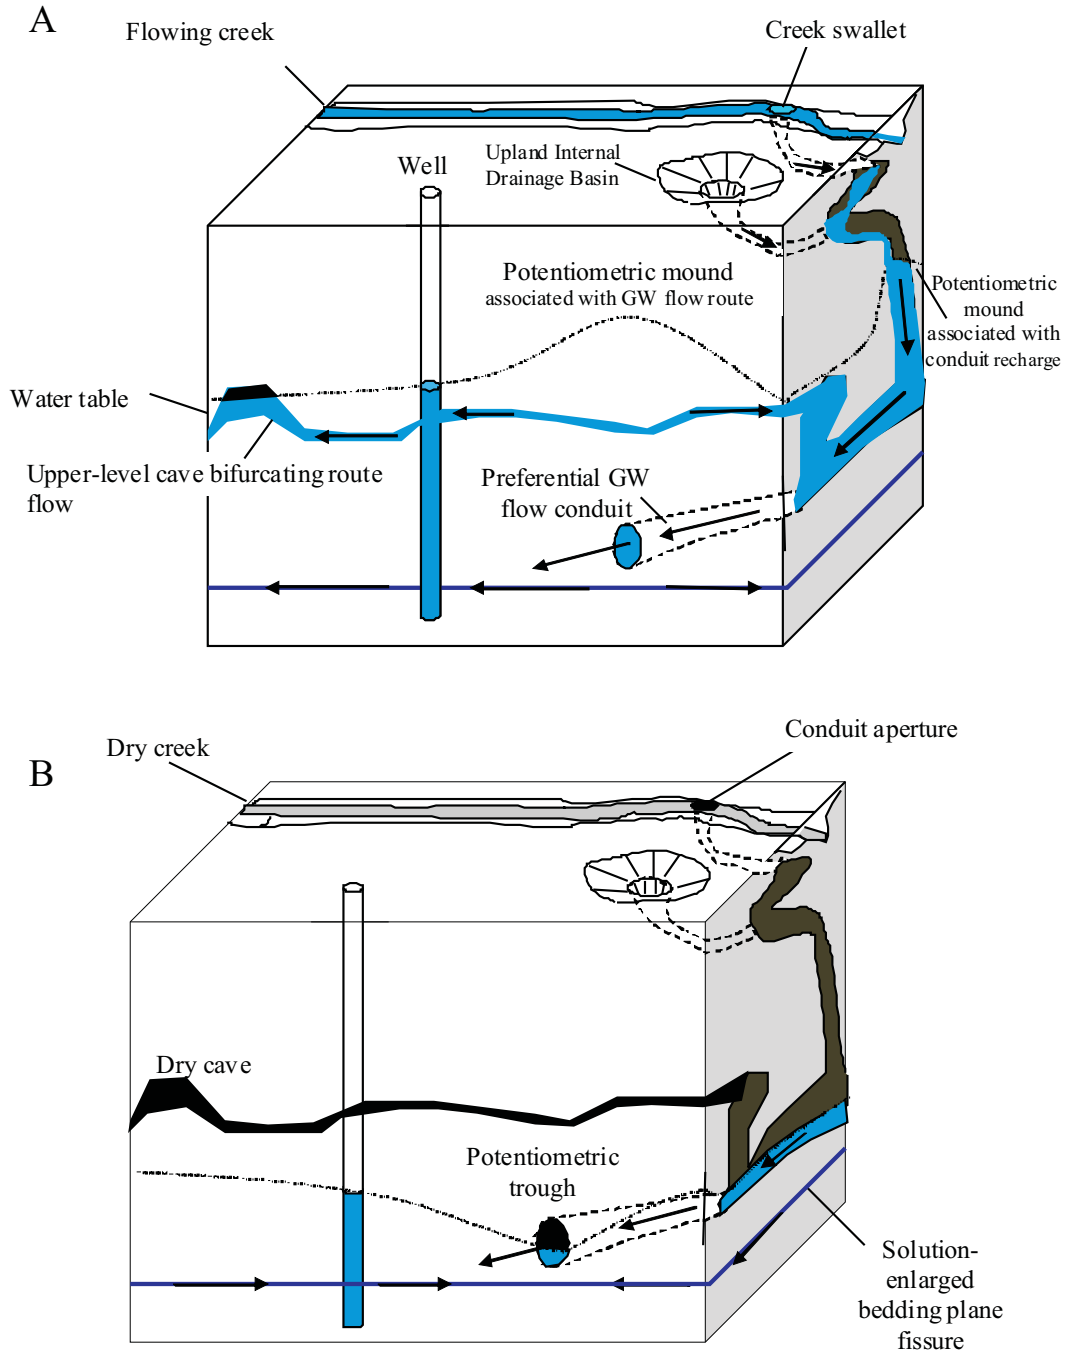 A
Flowing creek
Creek swallet
Upland Internal
Drainage Basin
Well
Potentiometric mound
associated with GW flow route
Potentiometric
mound
associated with
conduit recharge
Water table
Upper-level cave bifurcating route
flow
Preferential GW
flow conduit
B
Dry creek
Conduit aperture
Dry cave
Potentiometric
trough
Solution-
enlarged
bedding plane
fissure